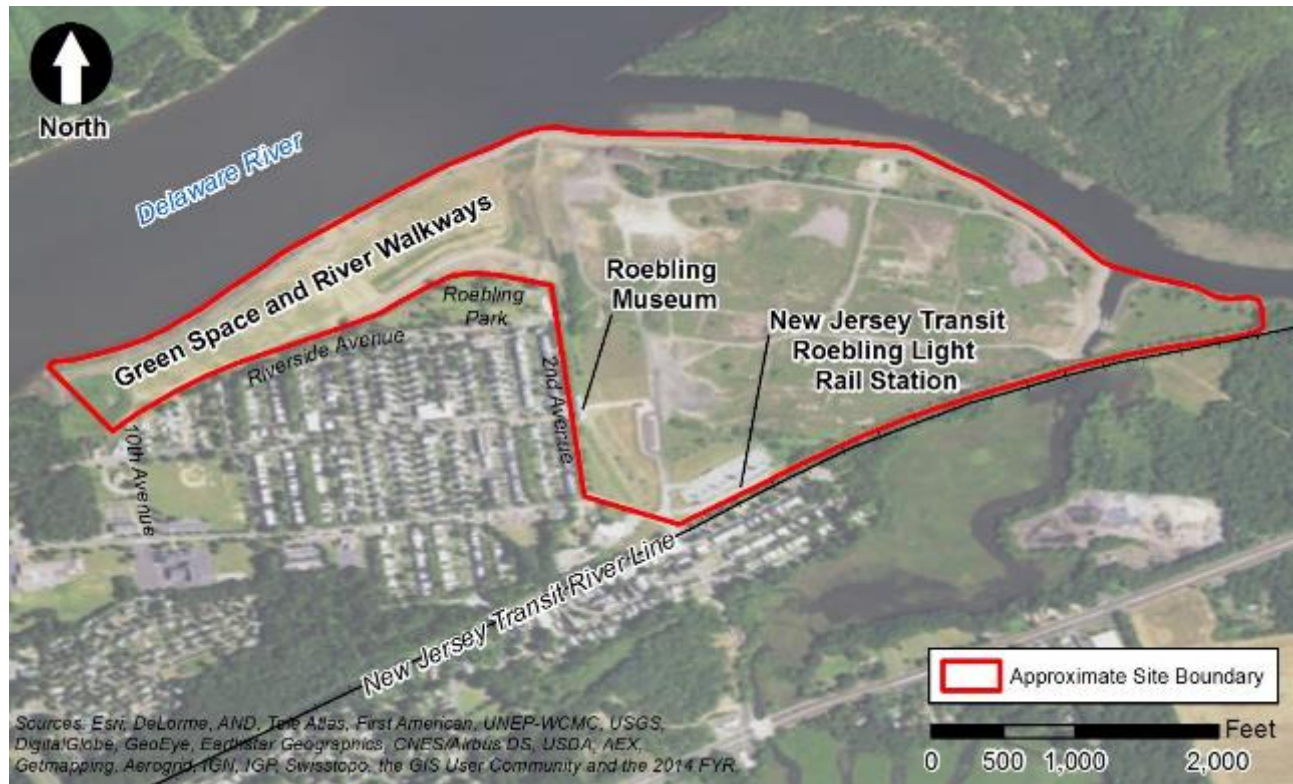 North
Delaware River
Green Space and River Walkways
Roebling
Museum
Roebling
Park
New Jersey Transit
Roebling Light
Rail Station
Riverside Avenue
2nd Avenue
10th Avenue
New Jersey Transit River Line
Approximate Site Boundary
Feet
0 500 1,000 2,000
Sources: Esri, DeLorme, AND, Tele Atlas, First American, UNEP-WCMC, USGS,
DigitalGlobe, GeoEye, Earthstar Geographics, CNES/Airbus DS, USDA, AEX,
Getmapping, Aerogrid, IGN, IGP, Swisstopo, the GIS User Community and the 2014 FYR.